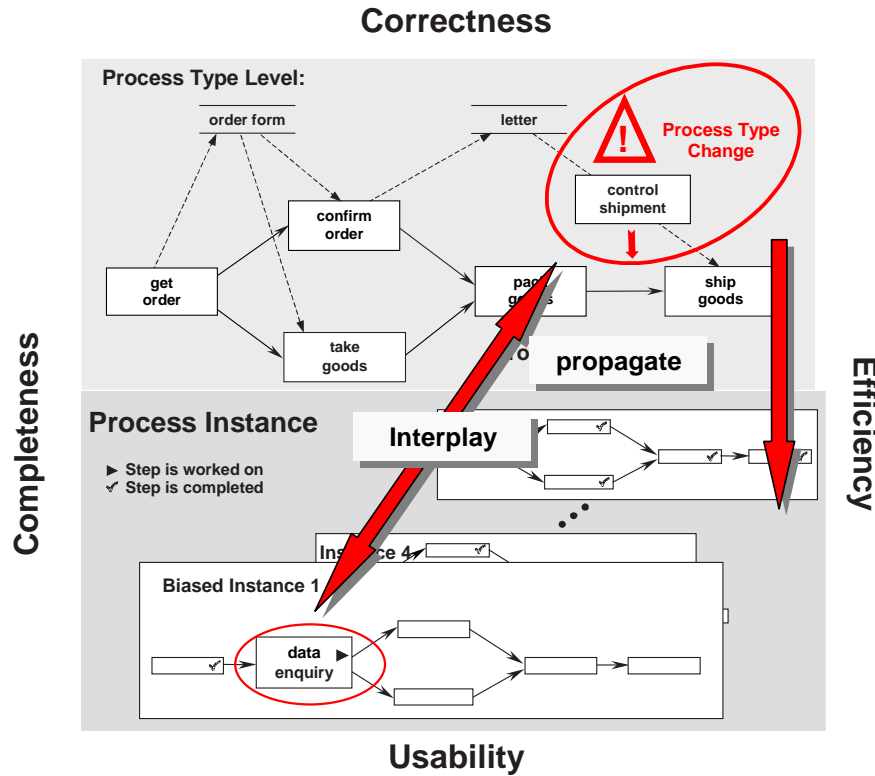 Correctness
Process Type Level:
order form
letter
!
Process Type
Change
control
shipment
confirm
order
get
order
ship
goods
take
goods
propagate
Completeness
Efficiency
Process Instance
Interplay
Step is worked on
Step is completed
Biased Instance 1
data
enquiry
Usability